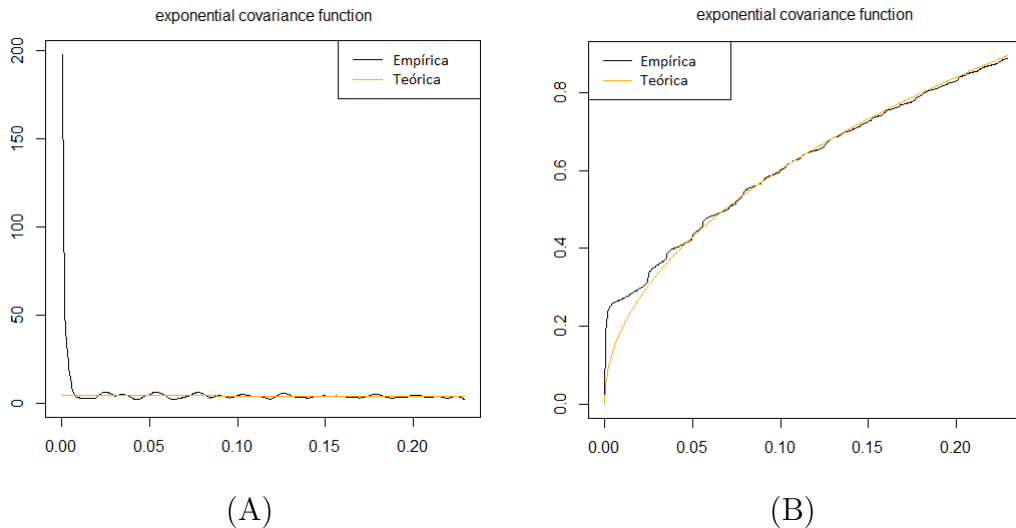 exponential covariance function
Empírica
Teórica
200
150
100
50
0
0.00 0.05 0.10 0.15 0.20
(A)
exponential covariance function
Empírica
Teórica
0.8
0.6
0.4
0.2
0.0
0.00 0.05 0.10 0.15 0.20
(B)